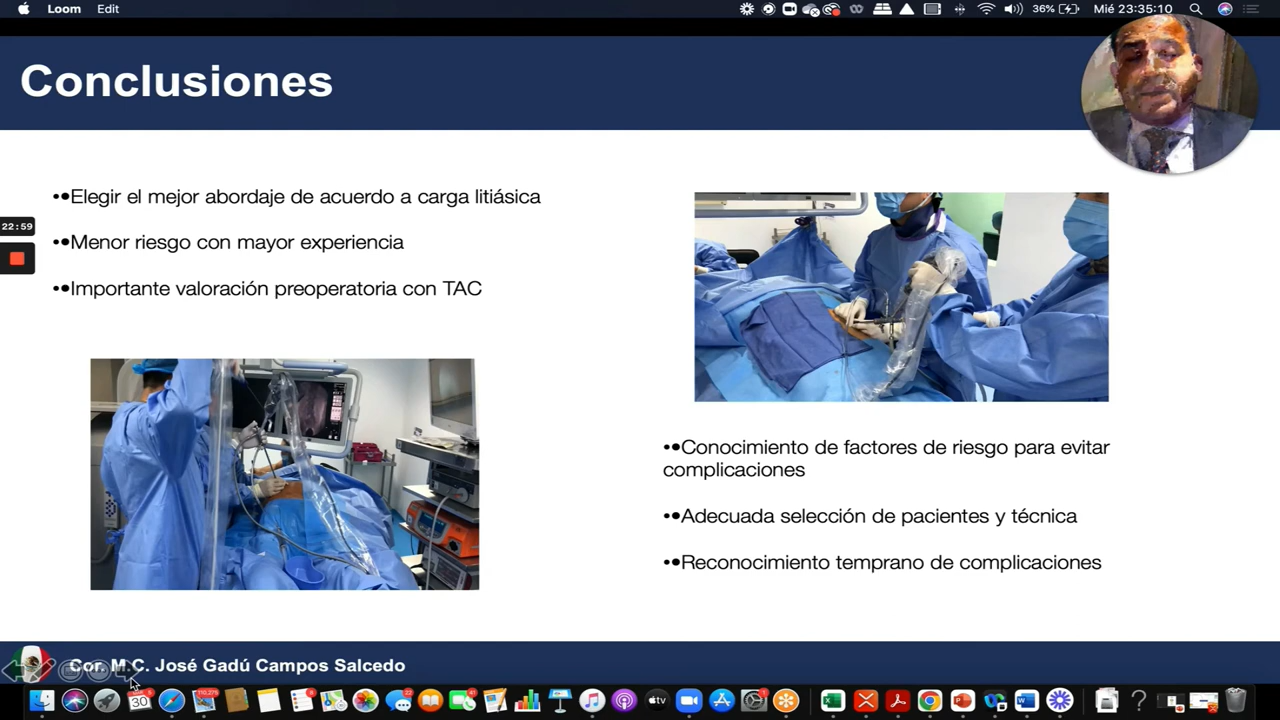 Loom Edit 36% Mié 23:35:10
Conclusiones
••Elegir el mejor abordaje de acuerdo a carga litiásica
22:59
••Menor riesgo con mayor experiencia
••Importante valoración preoperatoria con TAC
••Conocimiento de factores de riesgo para evitar
complicaciones
••Adecuada selección de pacientes y técnica
••Reconocimiento temprano de complicaciones
Cor. M.C. José Gadú Campos Salcedo